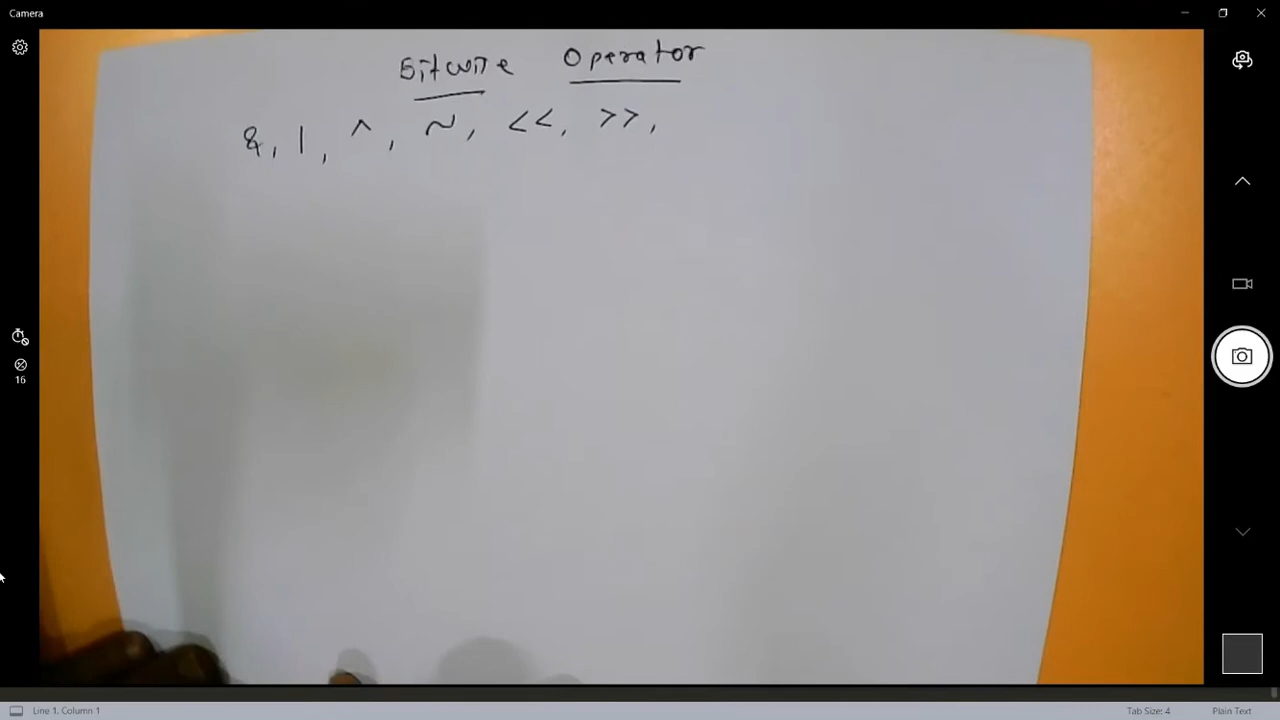 Camera
Bitwise Operator
&, |, ^, ~, <<, >>,
16
Line 1, Column 1
Tab Size: 4
Plain Text